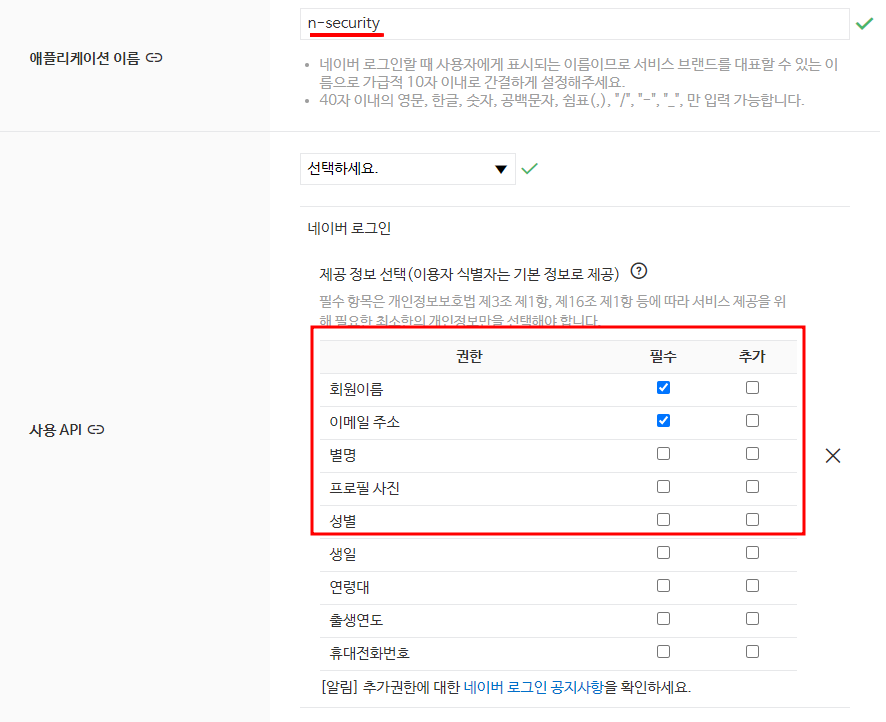 n-security
애플리케이션 이름
네이버 로그인할 때 사용자에게 표시되는 이름이므로 서비스 브랜드를 대표할 수 있는 이
름으로 가급적 10자 이내로 간결하게 설정해주세요.
40자 이내의 영문, 한글, 숫자, 공백문자, 쉼표(,), "/", "-", "_", 만 입력 가능합니다.
선택하세요.
네이버 로그인
제공 정보 선택(이용자 식별자는 기본 정보로 제공) ?
필수 항목은 개인정보보호법 제3조 제1항, 제16조 제1항 등에 따라 서비스 제공을 위
해 필요한 최소한의 개인정보만을 선택해야 합니다.
권한 필수 추가
회원이름
이메일 주소
사용 API
별명
프로필 사진
성별
생일
연령대
출생연도
휴대전화번호
[알림] 추가권한에 대한 네이버 로그인 공지사항을 확인하세요.